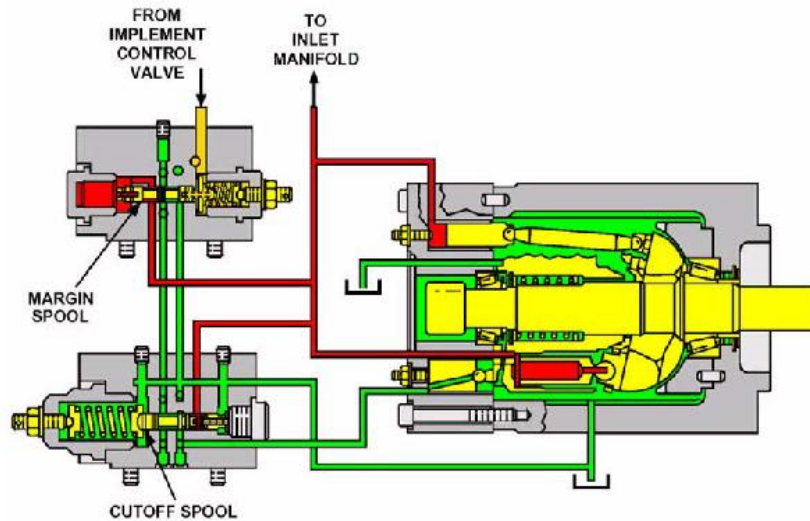 FROM
IMPLEMENT
CONTROL
VALVE
TO
INLET
MANIFOLD
MARGIN
SPOOL
CUTOFF SPOOL